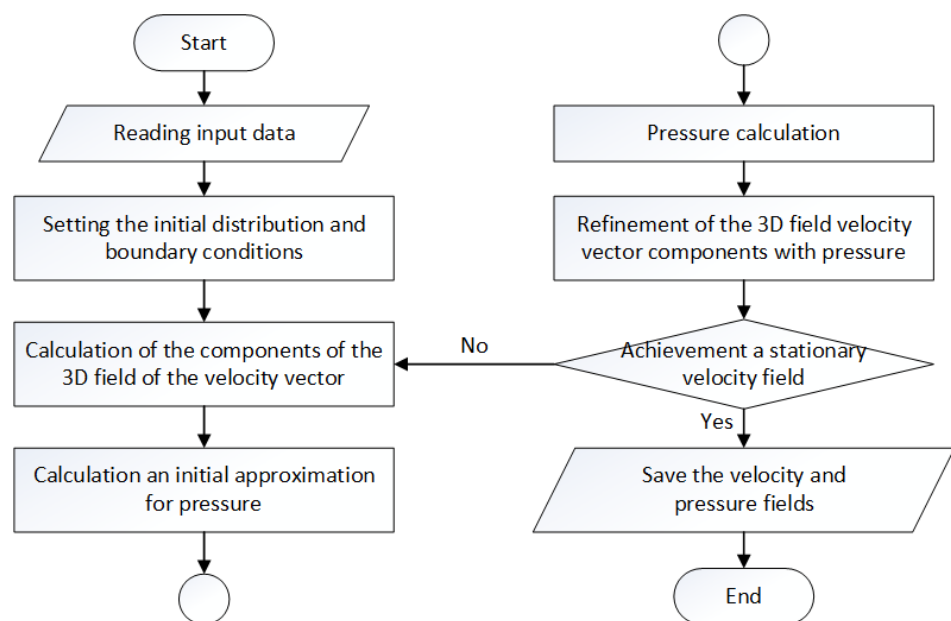 Start
Reading input data
Setting the initial distribution and
boundary conditions
Calculation of the components of the
3D field of the velocity vector
Calculation an initial approximation
for pressure
Pressure calculation
Refinement of the 3D field velocity
vector components with pressure
Achievement a stationary
velocity field
No
Yes
Save the velocity and
pressure fields
End